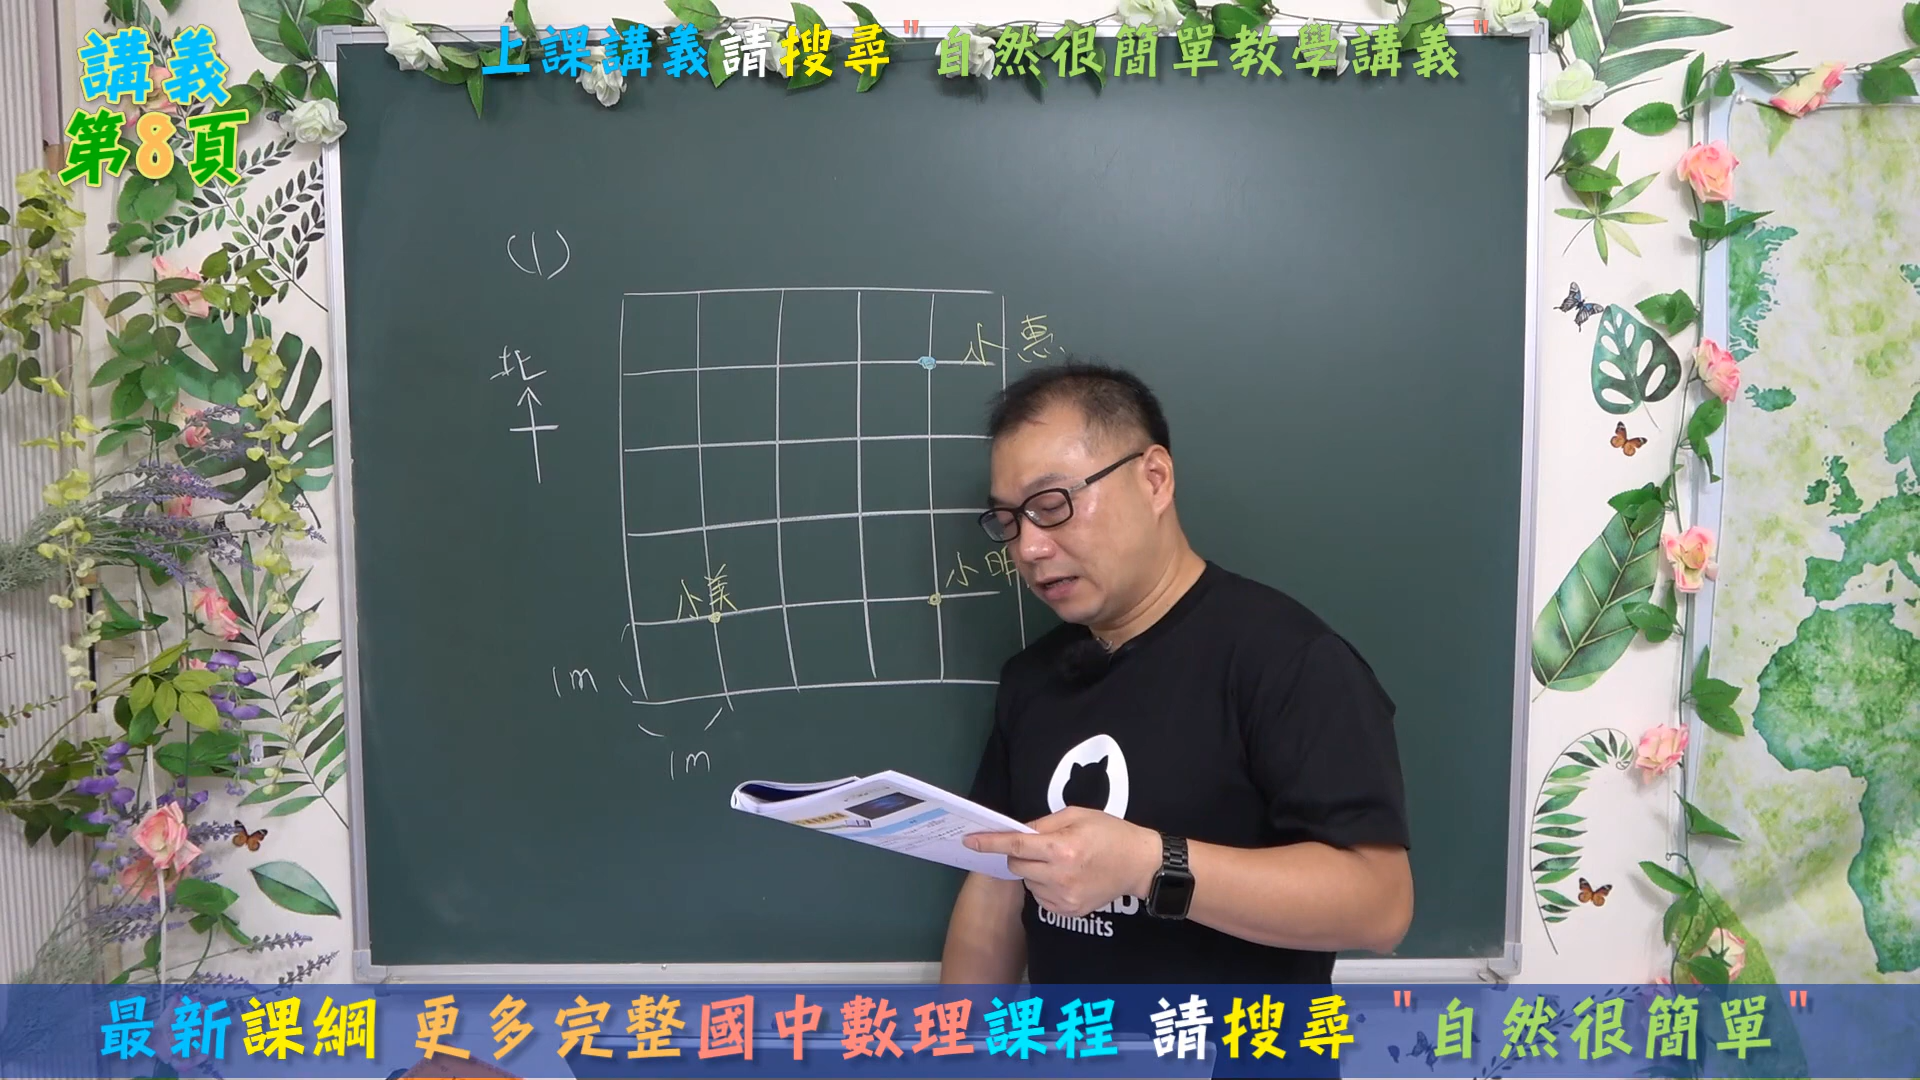 上課講義請搜尋"自然很簡單教學講義"
講義
第8頁
(1)
北
小惠
小明
小美
1m
1m
Commits
最新課綱 更多完整國中數理課程 請搜尋"自然很簡單"